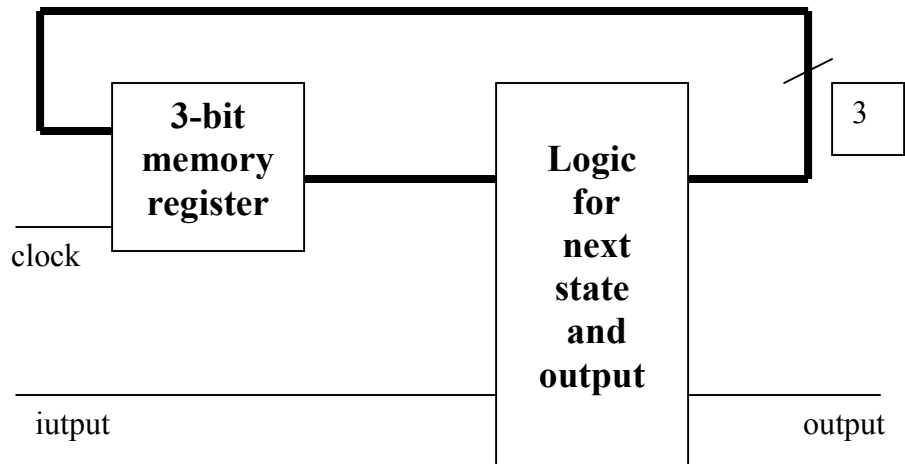 3-bit
memory
register
3
Logic
for
next
state
and
output
clock
iutput
output